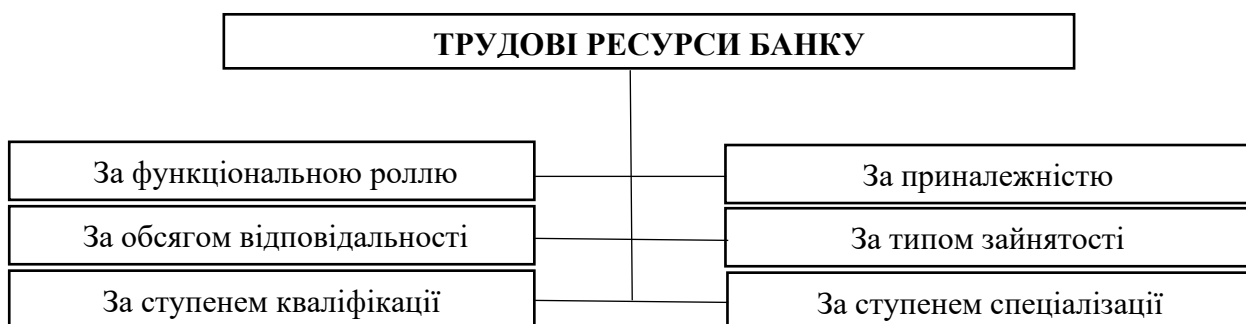 ТРУДОВІ РЕСУРСИ БАНКУ
За функціональною роллю
За приналежністю
За обсягом відповідальності
За типом зайнятості
За ступенем кваліфікації
За ступенем спеціалізації